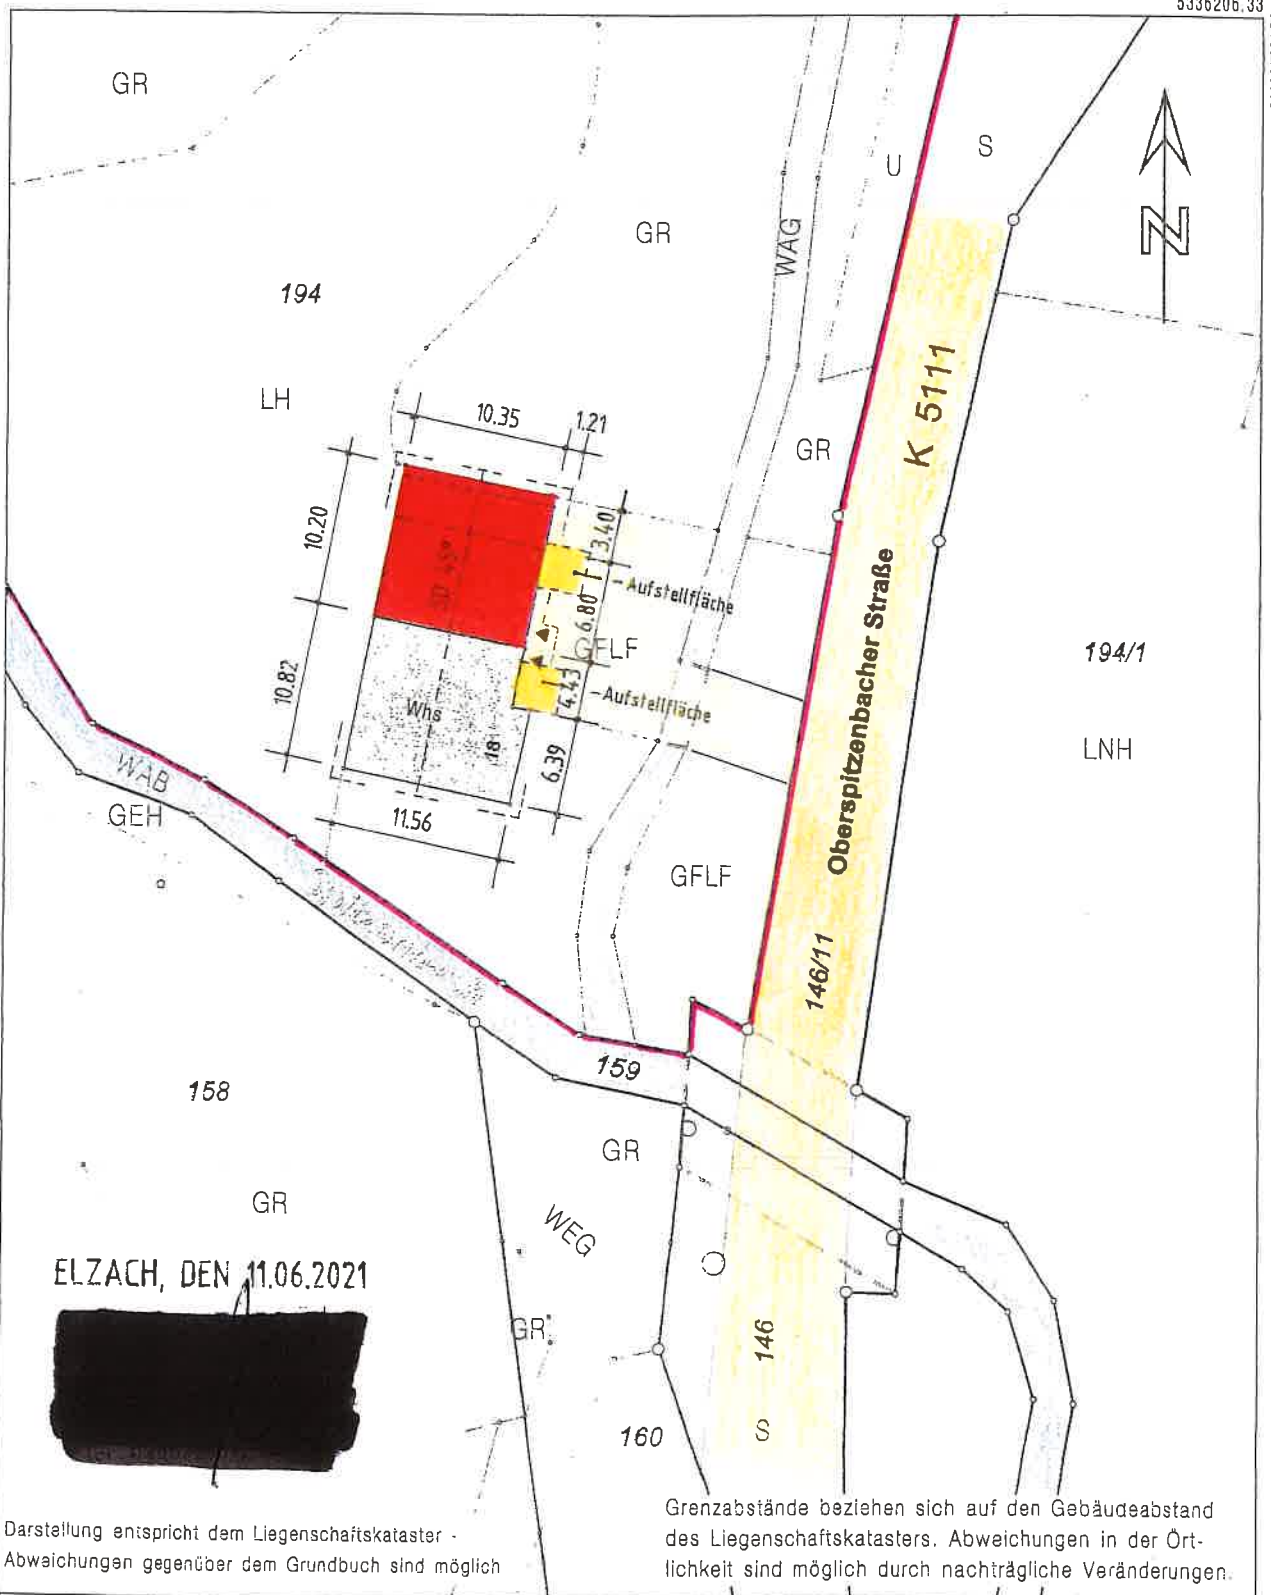 5336206.33
GR
S
U
GR
WAG
194
K 5111
LH
10.35
1.21
GR
10.20
3.40
SD 45°
-Aufstellfläche
6.80
Oberspitzenbacher Straße
GFLF
194/1
10.82
4.43
-Aufstellfläche
Whs
18
LNH
6.39
WAB
GEH
11.56
GFLF
146/11
159
158
GR
GR
WEG
N
ELZACH, DEN 11.06.2021
GR
146
160
S
Grenzabstände beziehen sich auf den Gebäudeabstand
des Liegenschaftskatasters. Abweichungen in der Ört-
lichkeit sind möglich durch nachträgliche Veränderungen.
Darstellung entspricht dem Liegenschaftskataster -
Abweichungen gegenüber dem Grundbuch sind möglich